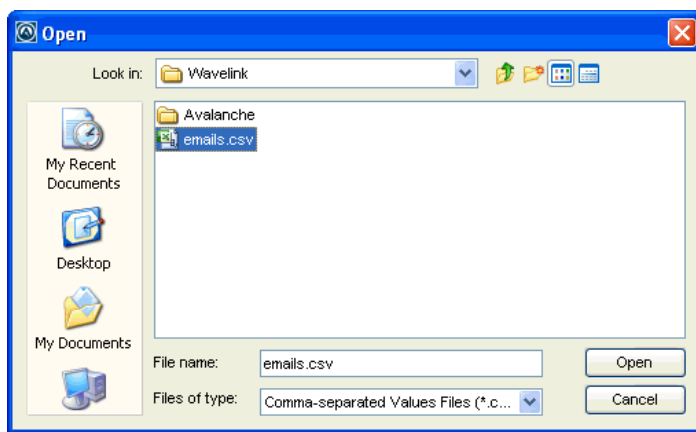 Open
Look in: Wavelink
My Recent
Documents
Desktop
My Documents
Avalanche
emails.csv
File name: emails.csv Open
Files of type: Comma-separated Values Files (*.c... Cancel